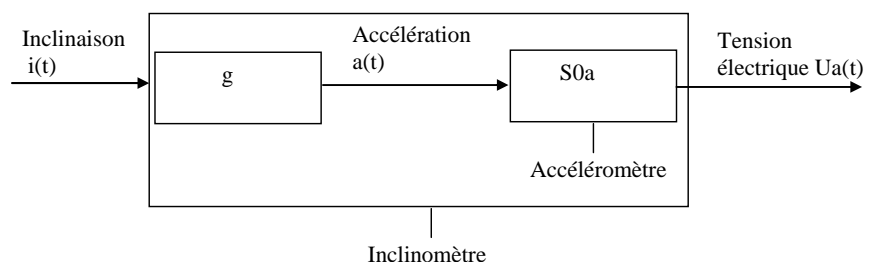 Inclinaison
i(t)
g
Accélération
a(t)
S0a
Tension
électrique Ua(t)
Accéléromètre
Inclinomètre